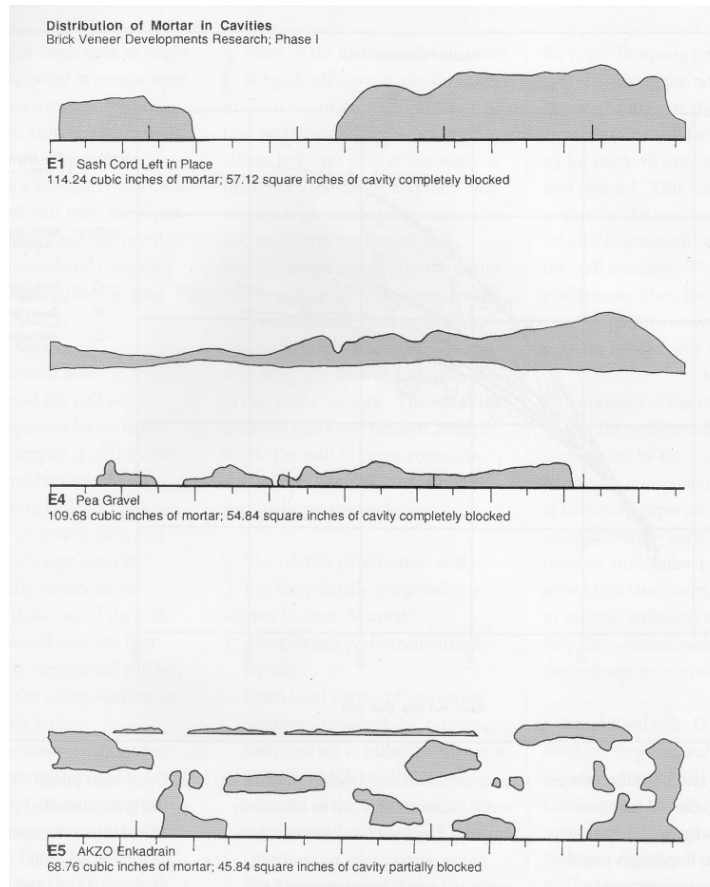 Distribution of Mortar in Cavities
Brick Veneer Developments Research; Phase I
E1 Sash Cord Left in Place
114.24 cubic inches of mortar; 57.12 square inches of cavity completely blocked
E4 Pea Gravel
109.68 cubic inches of mortar; 54.84 square inches of cavity completely blocked
E5 AKZO Enkadrain
68.76 cubic inches of mortar; 45.84 square inches of cavity partially blocked